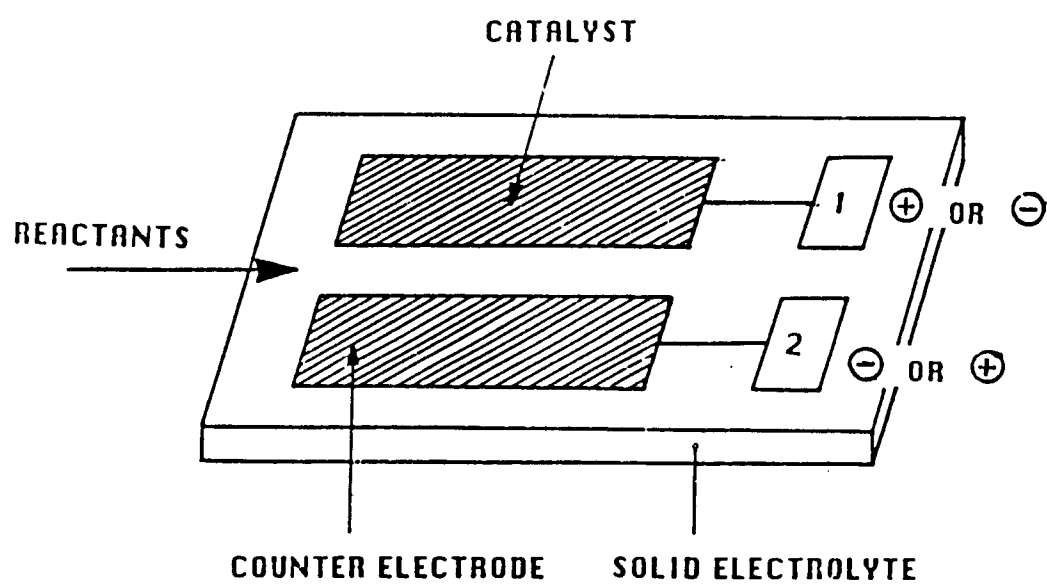 CATALYST
1 ⊕ OR ⊖
REACTANTS
2 ⊖ OR ⊕
COUNTER ELECTRODE SOLID ELECTROLYTE